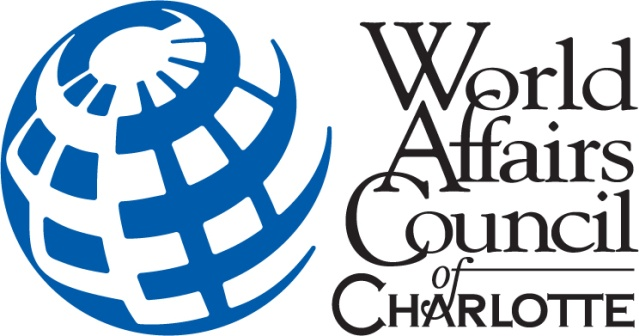 World
Affairs
Council
of
CHARLOTTE